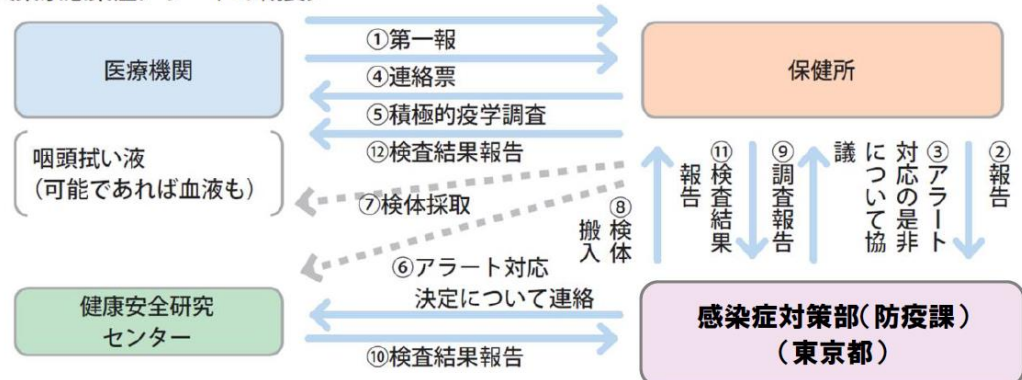 医療機関
①第一報
④連絡票
⑤積極的疫学調査
⑫検査結果報告
保健所
咽頭拭い液
(可能であれば血液も)
⑦検体採取
⑧検体
搬入
⑪検査結果
報告
⑨調査報告
③アラート
対応の是非
について協
議
②報告
⑥アラート対応
決定について連絡
健康安全研究
センター
⑩検査結果報告
感染症対策部(防疫課)
(東京都)